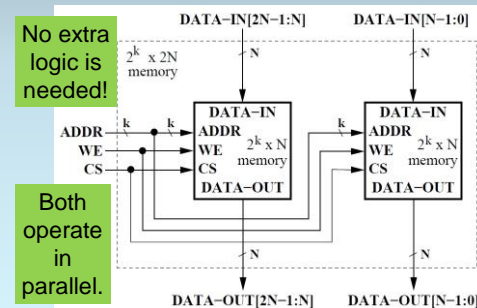 No extra
logic is
needed!
Both
operate
in
parallel.
DATA−IN[2N−1:N]
DATA−IN[N−1:0]
N
N
2^k x 2N
memory
DATA−IN
ADDR
WE
CS
2^k x N
memory
DATA−OUT
DATA−IN
ADDR
WE
CS
2^k x N
memory
DATA−OUT
ADDR
WE
CS
k
k
k
N
N
DATA−OUT[2N−1:N]
DATA−OUT[N−1:0]